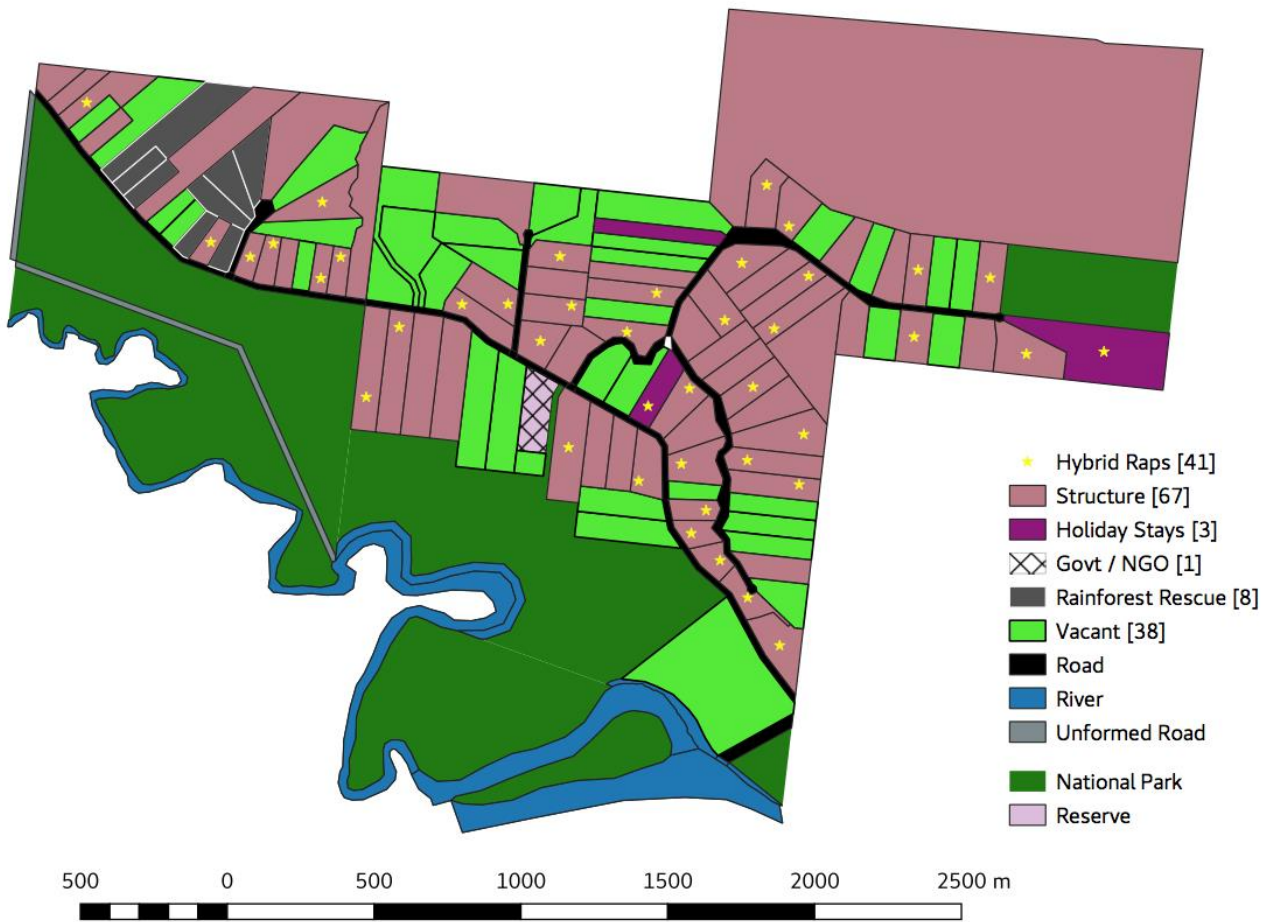 Hybrid Raps [41]
Structure [67]
Holiday Stays [3]
Govt / NGO [1]
Rainforest Rescue [8]
Vacant [38]
Road
River
Unformed Road
National Park
Reserve
500 0 500 1000 1500 2000 2500 m